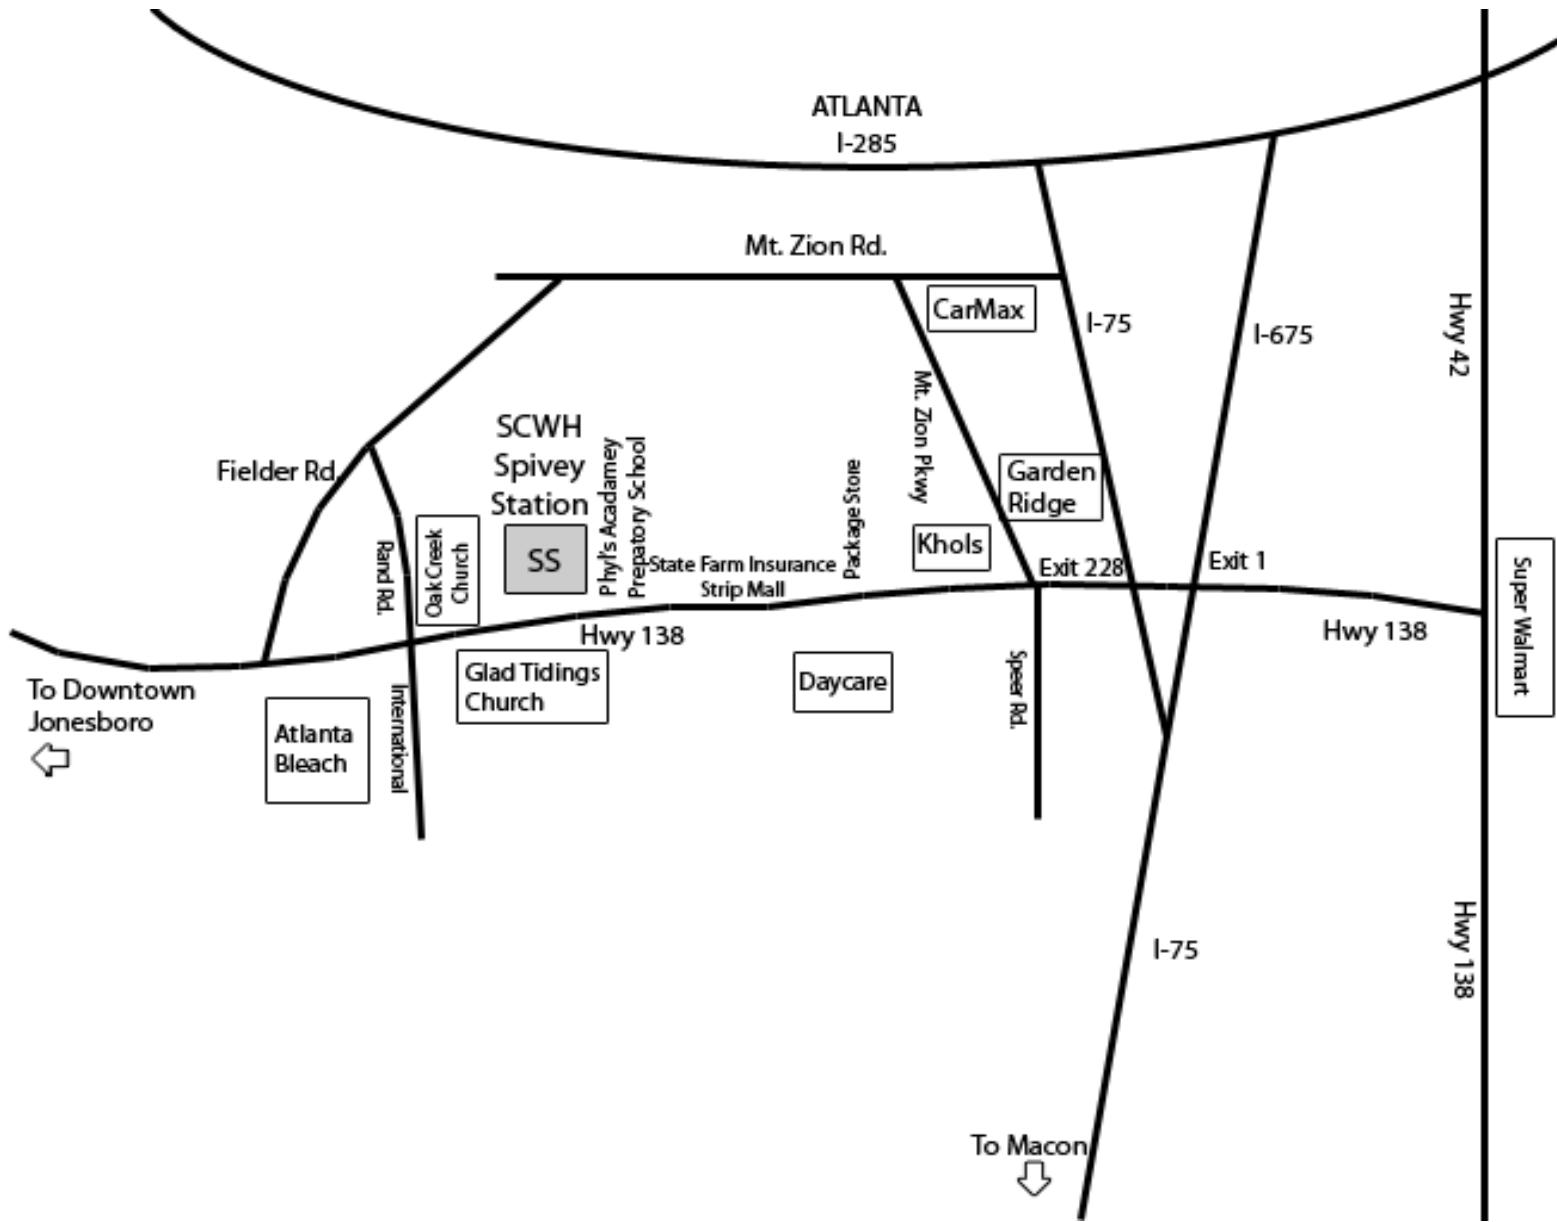 ATLANTA
I-285
Mt. Zion Rd.
CarMax
I-75
I-675
Hwy 42
Mt. Zion Pkwy
SCWH
Spivey
Station
Fielder Rd.
Phyl's Acadamey
Prepatory School
Package Store
Garden
Ridge
Rand Rd.
Oak Creek
Church
SS
State Farm Insurance
Strip Mall
Khols
Exit 228
Exit 1
Super Walmart
Hwy 138
Hwy 138
To Downtown
Jonesboro
Glad Tidings
Church
Daycare
Speer Rd.
Atlanta
Bleach
International
I-75
Hwy 138
To Macon